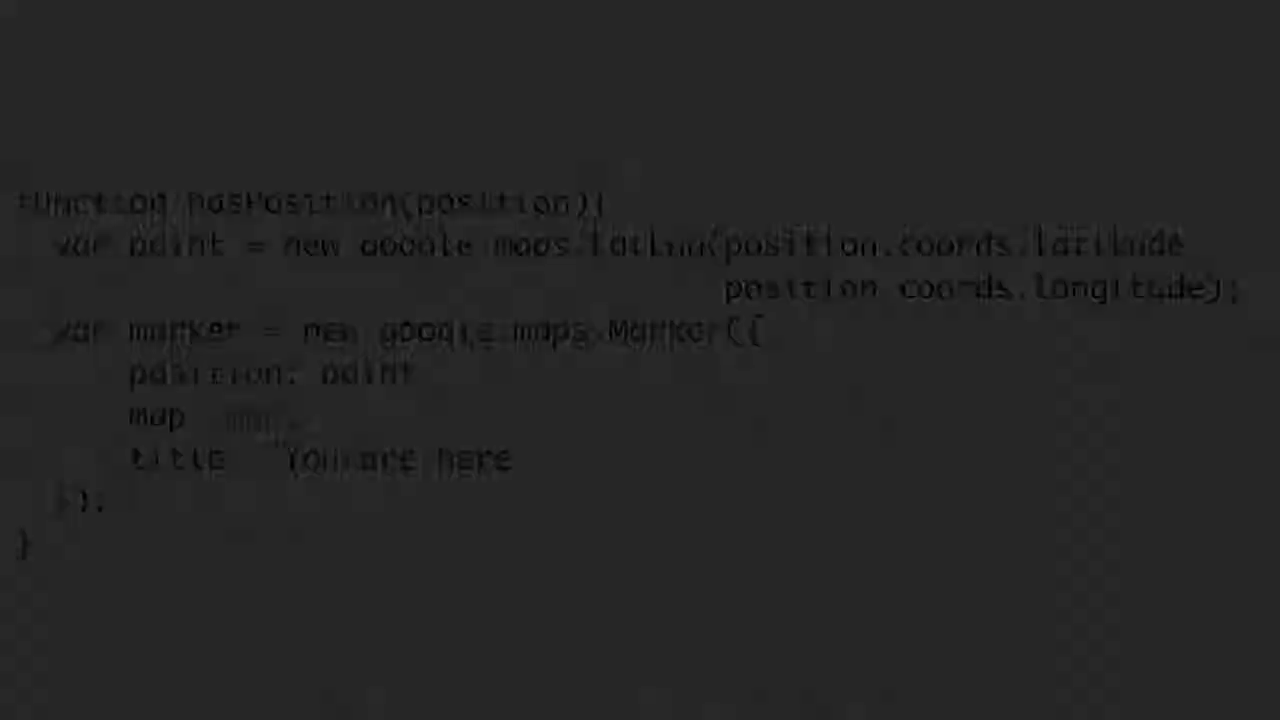 function hasPosition(position){
var point = new google.maps.LatLng(position.coords.latitude
position.coords.longitude);
var marker = new google.maps.Marker({
position: point
map
title "You are here
});
}